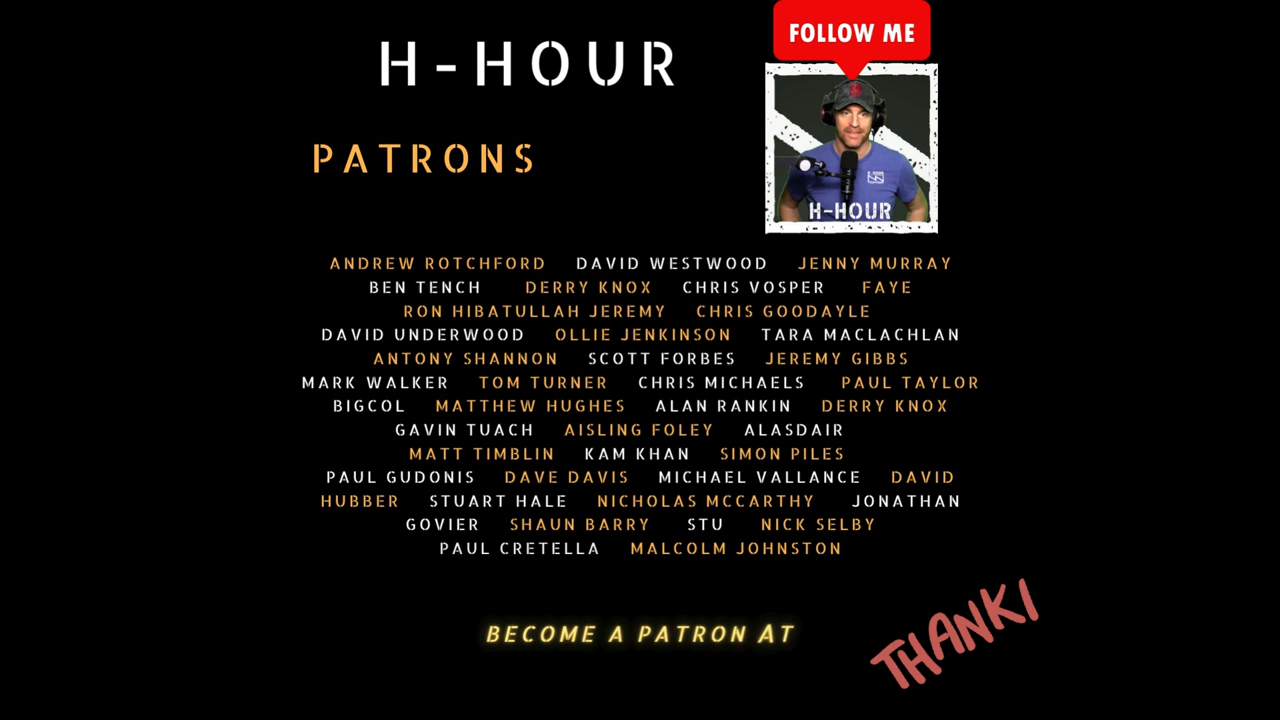 H-HOUR
FOLLOW ME
H-HOUR
PATRONS
ANDREW ROTCHFORD DAVID WESTWOOD JENNY MURRAY
BEN TENCH DERRY KNOX CHRIS VOSPER FAYE
RON HIBATULLAH JEREMY CHRIS GOODAYLE
DAVID UNDERWOOD OLLIE JENKINSON TARA MACLACHLAN
ANTONY SHANNON SCOTT FORBES JEREMY GIBBS
MARK WALKER TOM TURNER CHRIS MICHAELS PAUL TAYLOR
BIGCOL MATTHEW HUGHES ALAN RANKIN DERRY KNOX
GAVIN TUACH AISLING FOLEY ALASDAIR
MATT TIMBLIN KAM KHAN SIMON PILES
PAUL GUDONIS DAVE DAVIS MICHAEL VALLANCE DAVID
HUBBER STUART HALE NICHOLAS MCCARTHY JONATHAN
GOVIER SHAUN BARRY STU NICK SELBY
PAUL CRETELLA MALCOLM JOHNSTON
BECOME A PATRON AT
THANKI